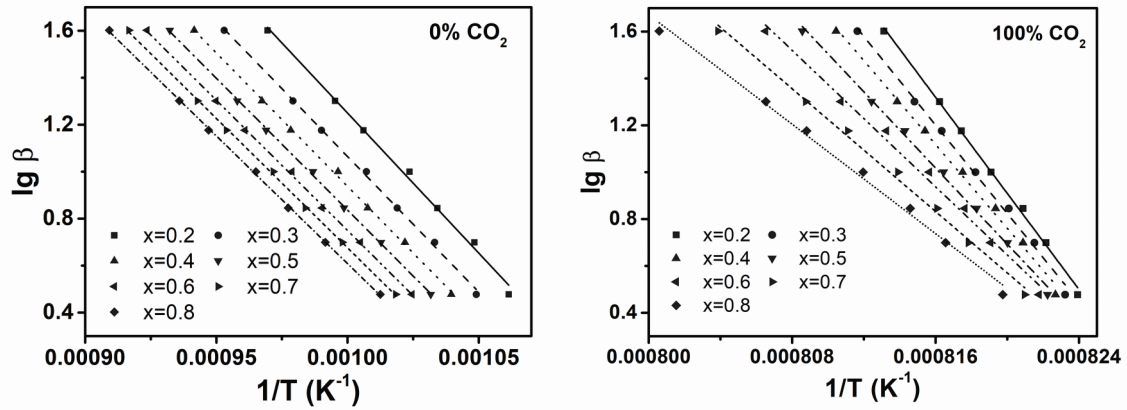 0% CO₂
lg β
1.6
1.2
0.8
0.4
x=0.2 x=0.3
x=0.4 x=0.5
x=0.6 x=0.7
x=0.8
0.00090 0.00095 0.00100 0.00105
1/T (K⁻¹)
100% CO₂
lg β
1.6
1.2
0.8
0.4
x=0.2 x=0.3
x=0.4 x=0.5
x=0.6 x=0.7
x=0.8
0.000800 0.000808 0.000816 0.000824
1/T (K⁻¹)